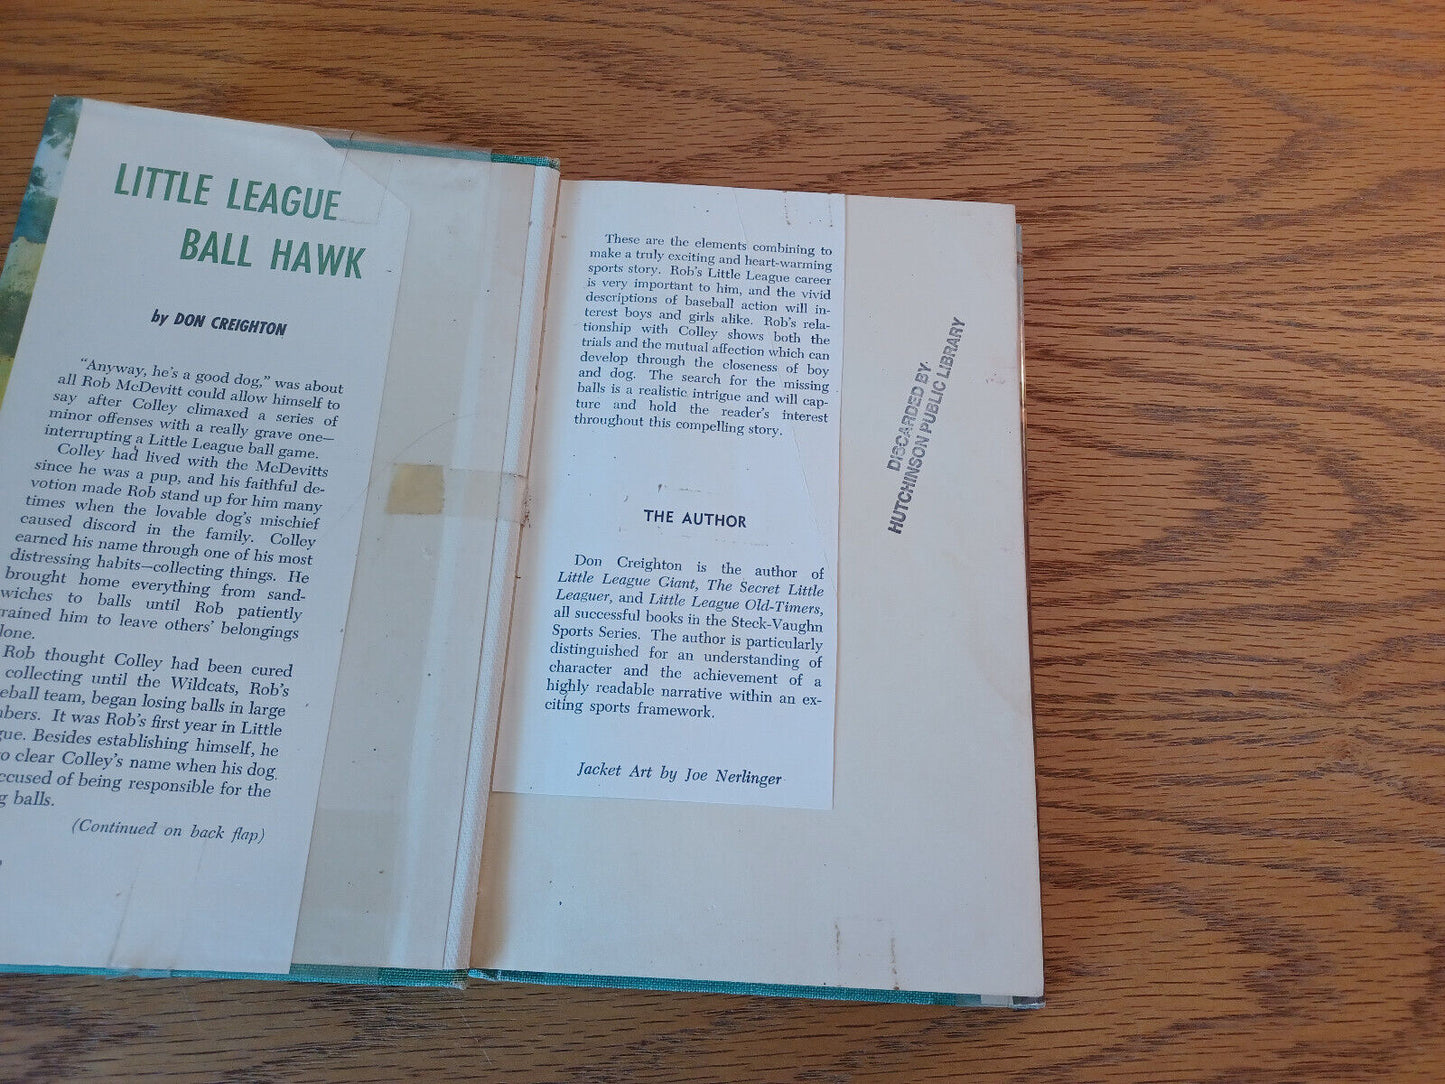 LITTLE LEAGUE
BALL HAWK
by DON CREIGHTON
"Anyway, he's a good dog," was about
all Rob McDevitt could allow himself to
say after Colley climaxed a series of
minor offenses with a really grave one—
interrupting a Little League ball game.
Colley had lived with the McDevitts
since he was a pup, and his faithful de-
votion made Rob stand up for him many
times when the lovable dog's mischief
caused discord in the family. Colley
earned his name through one of his most
distressing habits—collecting things. He
brought home everything from sand-
wiches to balls until Rob patiently
rained him to leave others' belongings
lone.
Rob thought Colley had been cured
collecting until the Wildcats, Rob's
eball team, began losing balls in large
bers. It was Rob's first year in Little
gue. Besides establishing himself, he
o clear Colley's name when his dog
ccused of being responsible for the
g balls.
(Continued on back flap)
These are the elements combining to
make a truly exciting and heart-warming
sports story. Rob's Little League career
is very important to him, and the vivid
descriptions of baseball action will in-
terest boys and girls alike. Rob's rela-
tionship with Colley shows both the
trials and the mutual affection which can
develop through the closeness of boy
and dog. The search for the missing
balls is a realistic intrigue and will cap-
ture and hold the reader's interest
throughout this compelling story.
THE AUTHOR
Don Creighton is the author of
Little League Giant, The Secret Little
Leaguer, and Little League Old-Timers,
all successful books in the Steck-Vaughn
Sports Series. The author is particularly
distinguished for an understanding of
character and the achievement of a
highly readable narrative within an ex-
citing sports framework.
Jacket Art by Joe Nerlinger
DISCARDED BY
HUTCHINSON PUBLIC LIBRARY